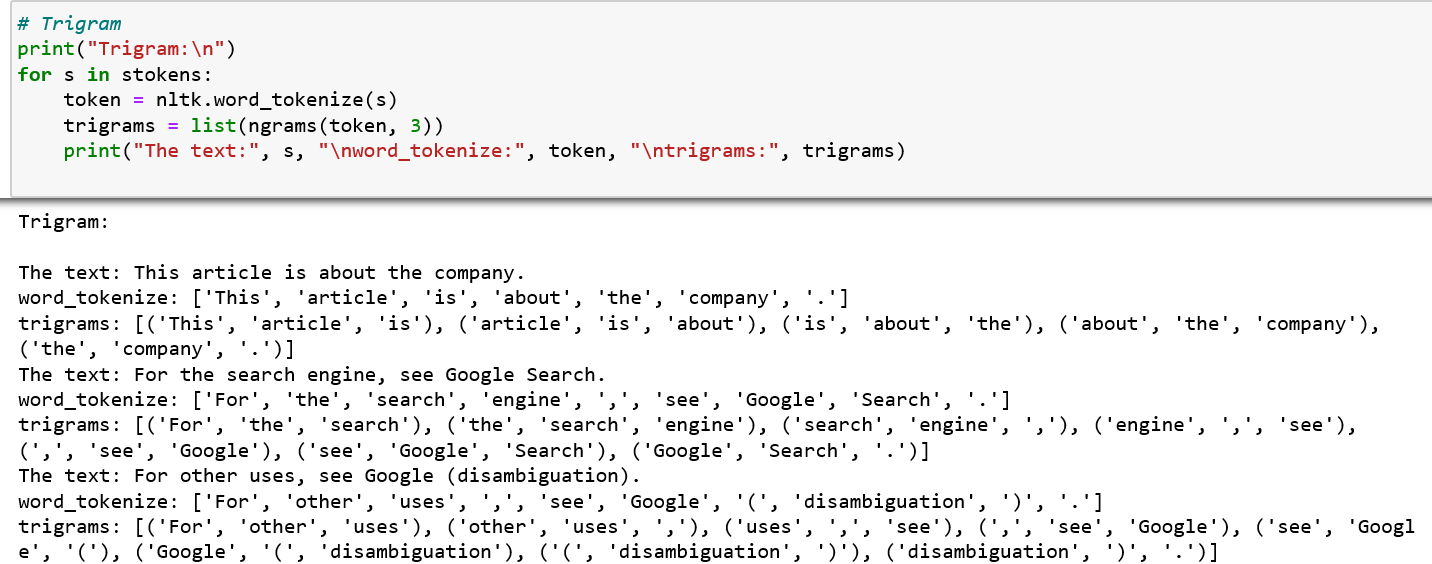 # Trigram
print("Trigram:\n")
for s in stokens:
    token = nltk.word_tokenize(s)
    trigrams = list(ngrams(token, 3))
    print("The text:", s, "\nword_tokenize:", token, "\ntrigrams:", trigrams)
Trigram:
The text: This article is about the company.
word_tokenize: ['This', 'article', 'is', 'about', 'the', 'company', '.']
trigrams: [('This', 'article', 'is'), ('article', 'is', 'about'), ('is', 'about', 'the'), ('about', 'the', 'company'),
('the', 'company', '.')]
The text: For the search engine, see Google Search.
word_tokenize: ['For', 'the', 'search', 'engine', ',', 'see', 'Google', 'Search', '.']
trigrams: [('For', 'the', 'search'), ('the', 'search', 'engine'), ('search', 'engine', ','), ('engine', ',', 'see'),
(',', 'see', 'Google'), ('see', 'Google', 'Search'), ('Google', 'Search', '.')]
The text: For other uses, see Google (disambiguation).
word_tokenize: ['For', 'other', 'uses', ',', 'see', 'Google', '(', 'disambiguation', ')', '.']
trigrams: [('For', 'other', 'uses'), ('other', 'uses', ','), ('uses', ',', 'see'), (',', 'see', 'Google'), ('see', 'Googl
e', '('), ('Google', '(', 'disambiguation'), ('(', 'disambiguation', ')'), ('disambiguation', ')', '.')]